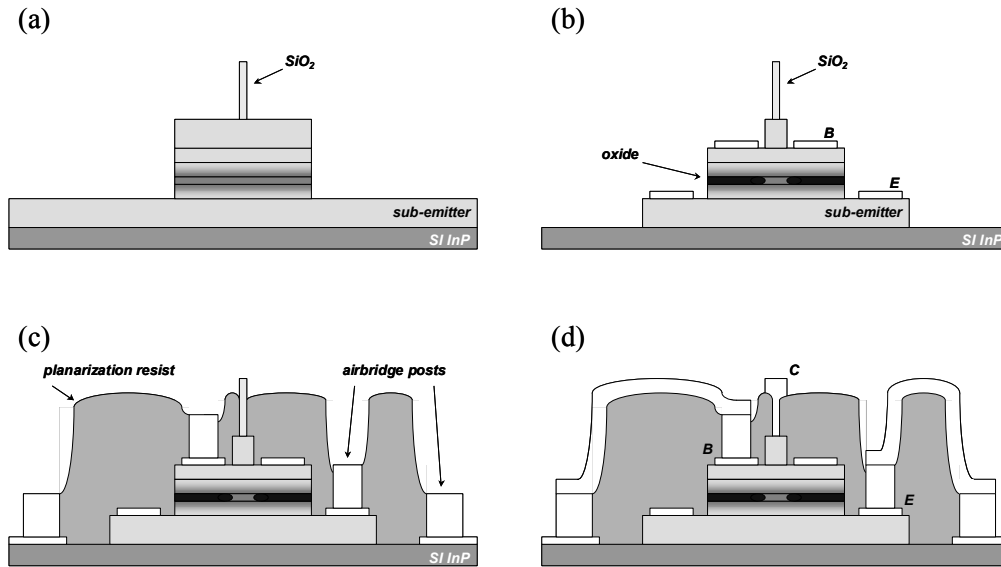 (a)
SiO2
sub-emitter
SI InP
(b)
SiO2
B
oxide
E
sub-emitter
SI InP
(c)
planarization resist
airbridge posts
SI InP
(d)
C
B
E